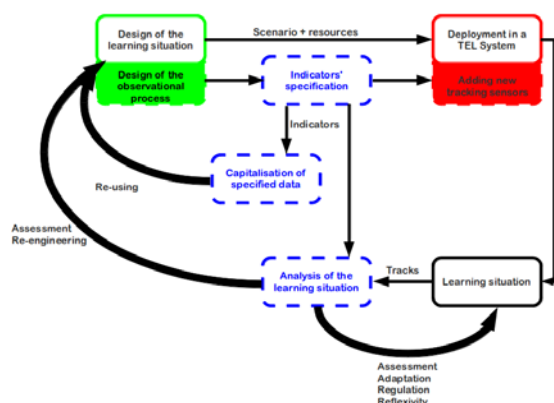 Design of the
learning situation
Scenario + resources
Deployment in a
TEL System
Design of the
observational
process
Indicators'
specification
Adding new
tracking sensors
Indicators
Capitalisation of
specified data
Re-using
Assessment
Re-engineering
Analysis of the
learning situation
Tracks
Learning situation
Assessment
Adaptation
Regulation
Reflexivity